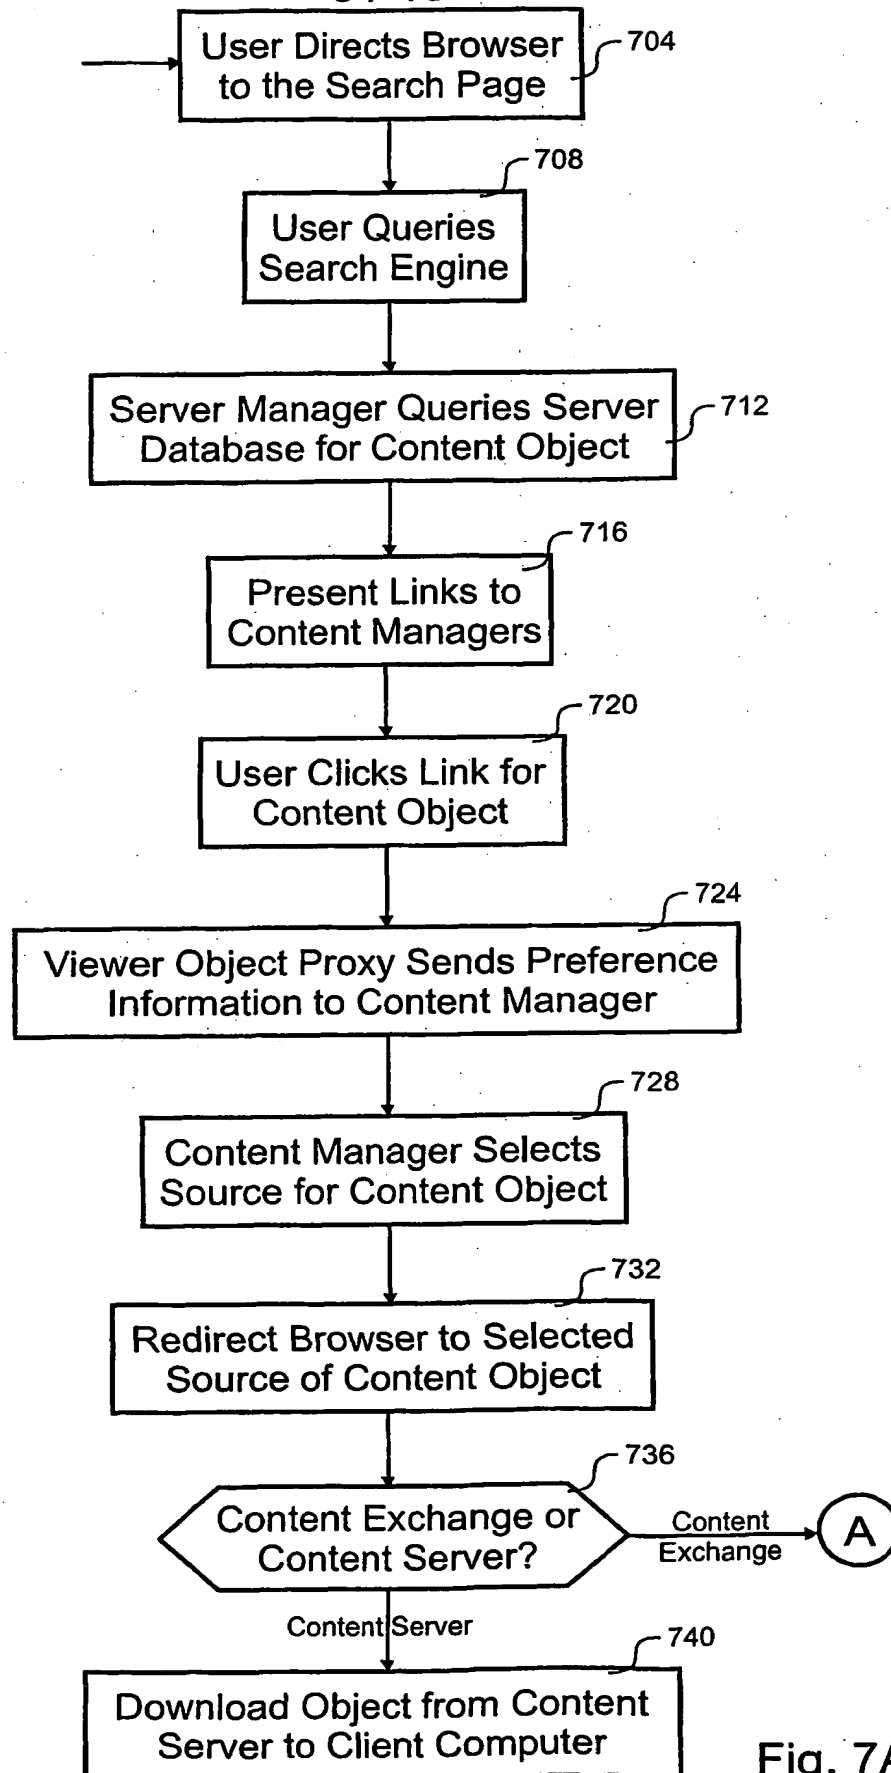 User Directs Browser
to the Search Page
704
708
User Queries
Search Engine
Server Manager Queries Server
Database for Content Object
712
716
Present Links to
Content Managers
720
User Clicks Link for
Content Object
724
Viewer Object Proxy Sends Preference
Information to Content Manager
728
Content Manager Selects
Source for Content Object
732
Redirect Browser to Selected
Source of Content Object
736
Content Exchange or
Content Server?
Content
Exchange
A
Content Server
740
Download Object from Content
Server to Client Computer
Fig. 7A